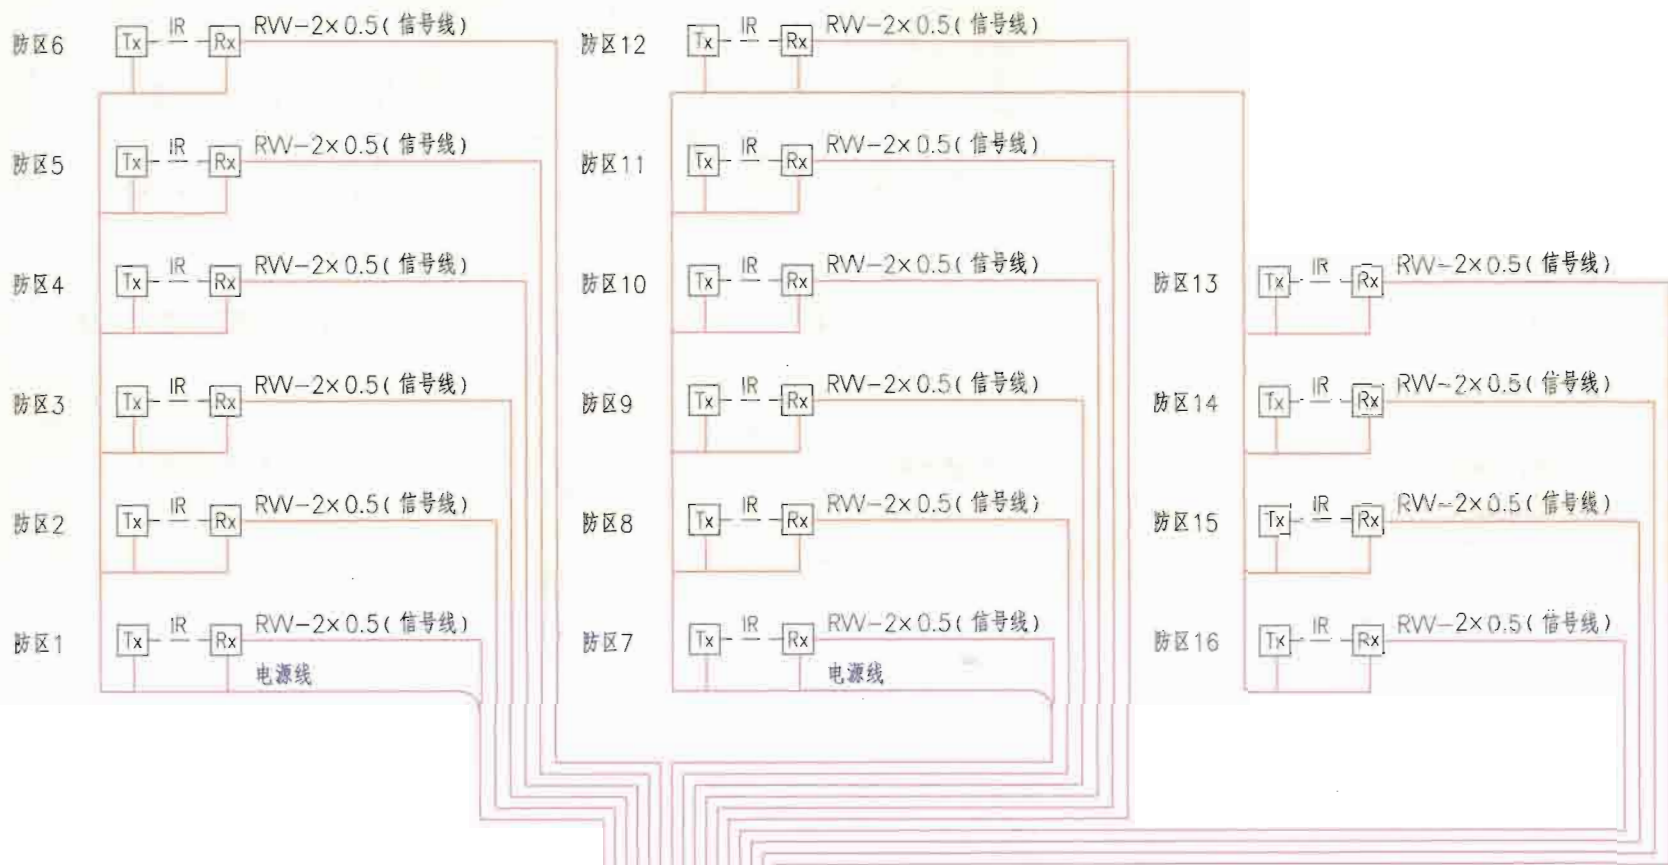 防区6 Tx IR Rx RVV-2×0.5(信号线)
防区5 Tx IR Rx RVV-2×0.5(信号线)
防区4 Tx IR Rx RVV-2×0.5(信号线)
防区3 Tx IR Rx RVV-2×0.5(信号线)
防区2 Tx IR Rx RVV-2×0.5(信号线)
防区1 Tx IR Rx RVV-2×0.5(信号线)
电源线
防区12 Tx IR Rx RVV-2×0.5(信号线)
防区11 Tx IR Rx RVV-2×0.5(信号线)
防区10 Tx IR Rx RVV-2×0.5(信号线)
防区9 Tx IR Rx RVV-2×0.5(信号线)
防区8 Tx IR Rx RVV-2×0.5(信号线)
防区7 Tx IR Rx RVV-2×0.5(信号线)
电源线
防区13 Tx IR Rx RVV-2×0.5(信号线)
防区14 Tx IR Rx RVV-2×0.5(信号线)
防区15 Tx IR Rx RVV-2×0.5(信号线)
防区16 Tx IR Rx RVV-2×0.5(信号线)